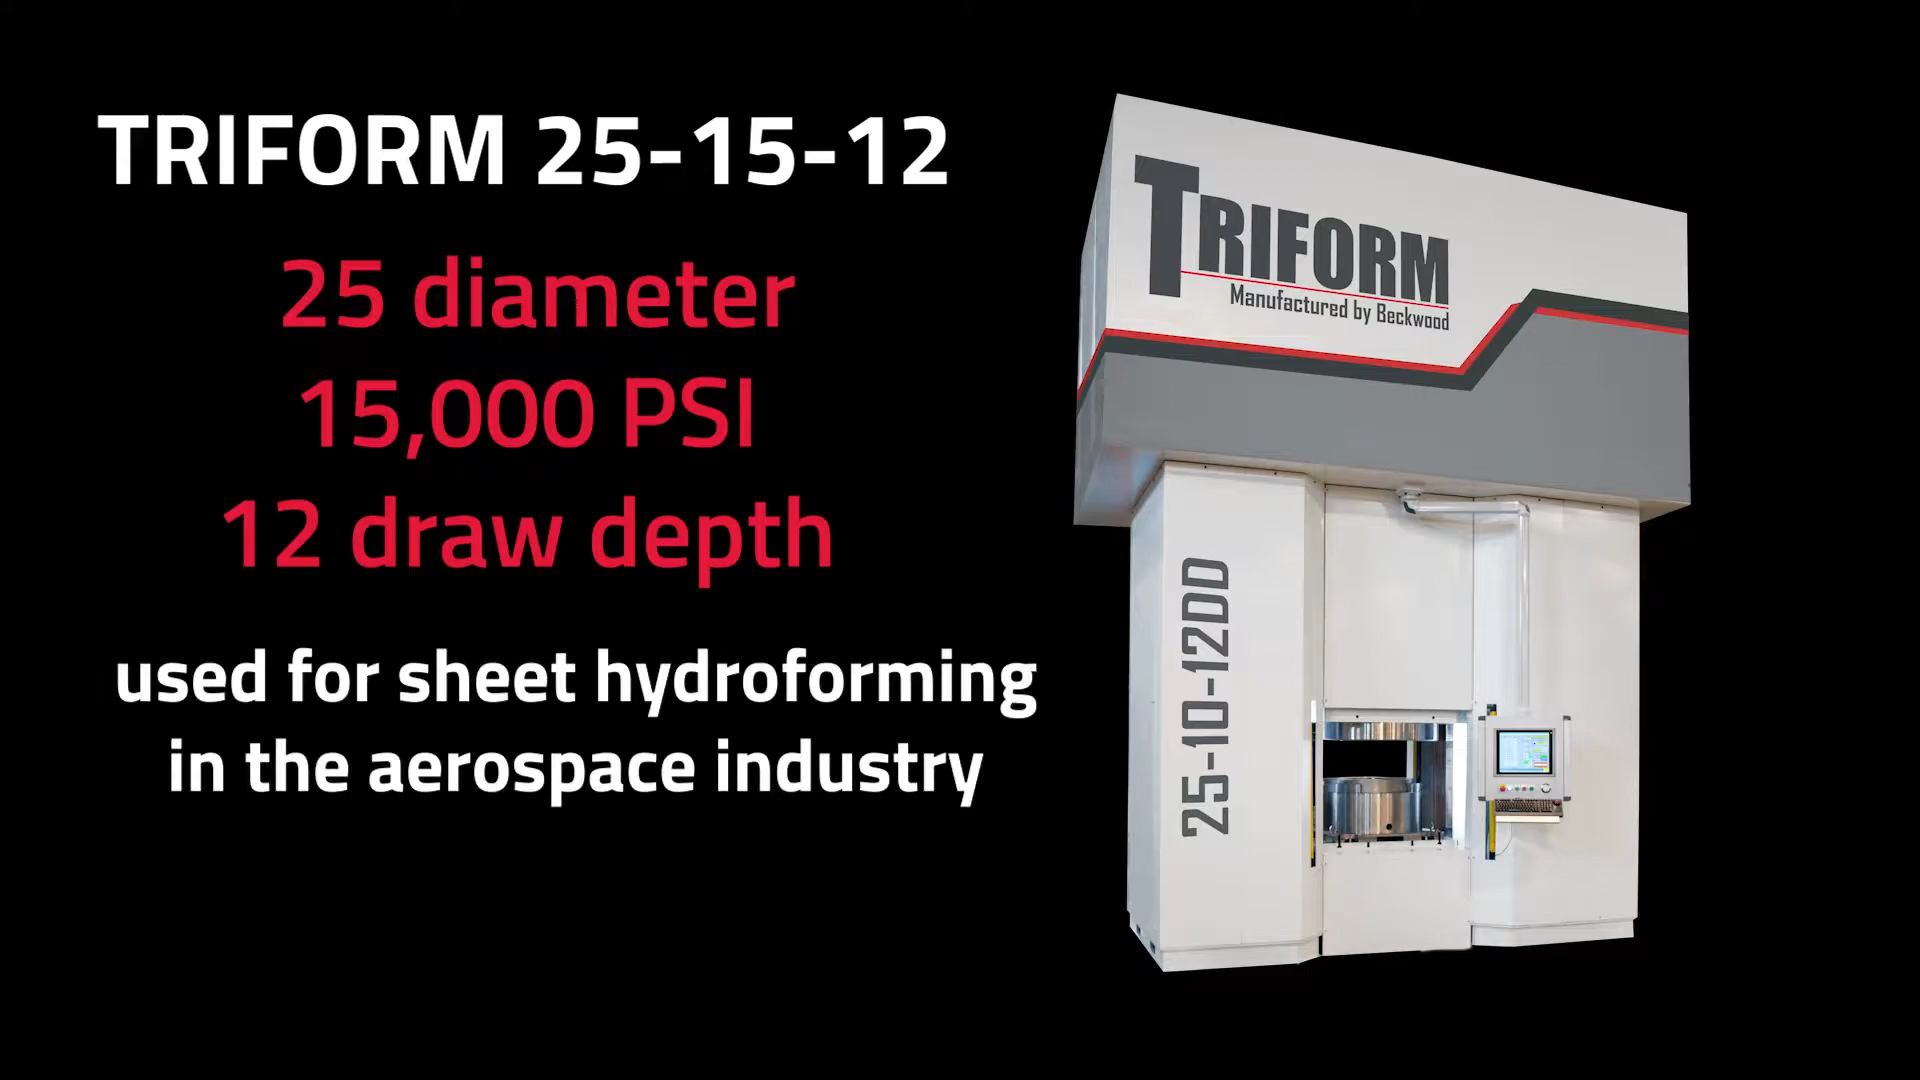 TRIFORM 25-15-12
25 diameter
15,000 PSI
12 draw depth
used for sheet hydroforming
in the aerospace industry
TRIFORM
Manufactured by Beckwood
25-10-12DD